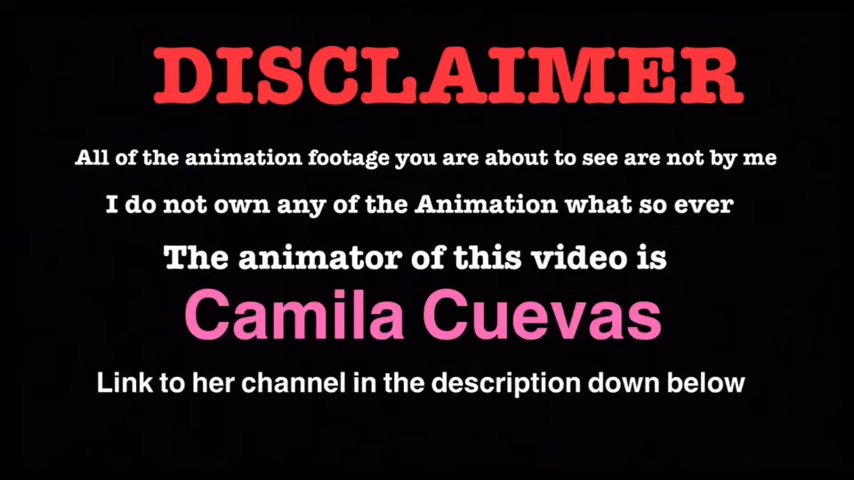 DISCLAIMER
All of the animation footage you are about to see are not by me
I do not own any of the Animation what so ever
The animator of this video is
Camila Cuevas
Link to her channel in the description down below